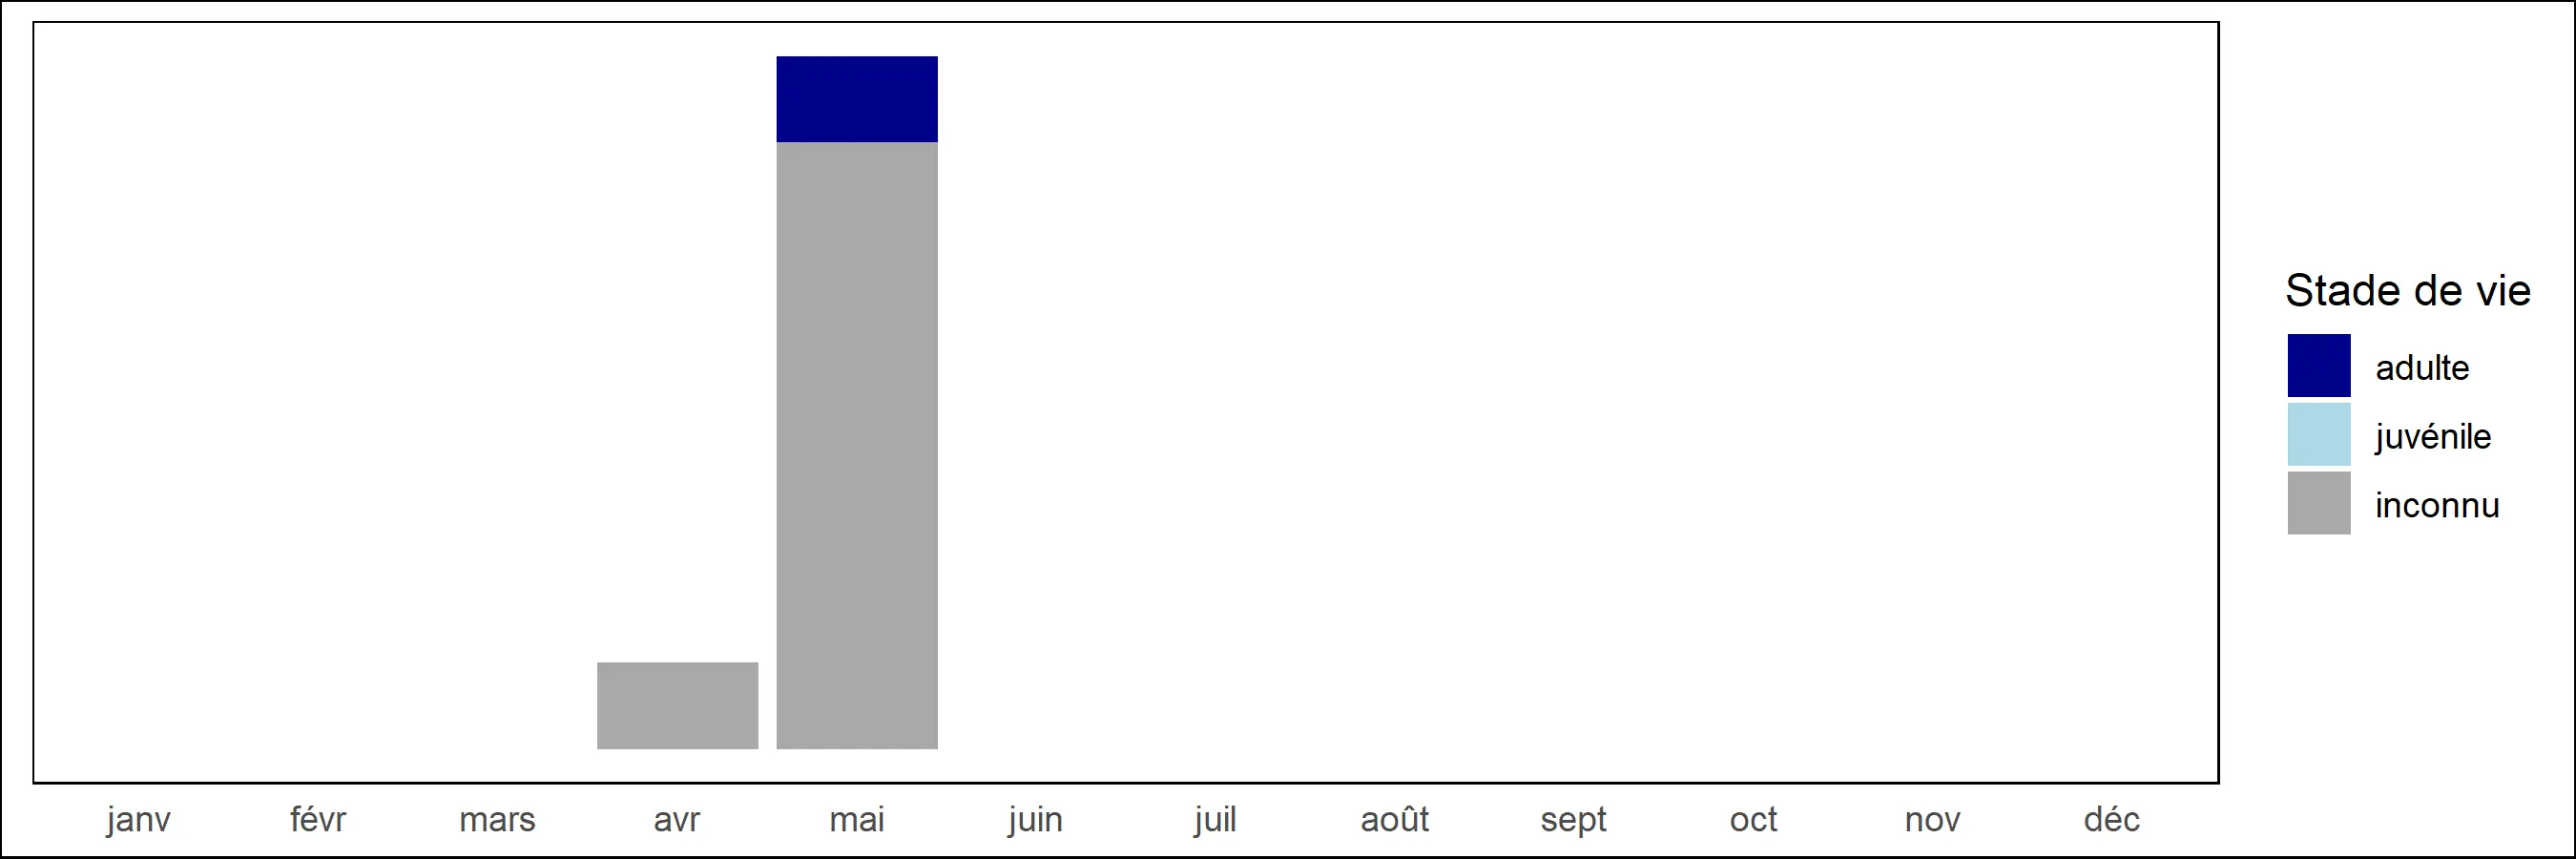 Stade de vie
adulte
juvénile
inconnu
janv févr mars avr mai juin juil août sept oct nov déc